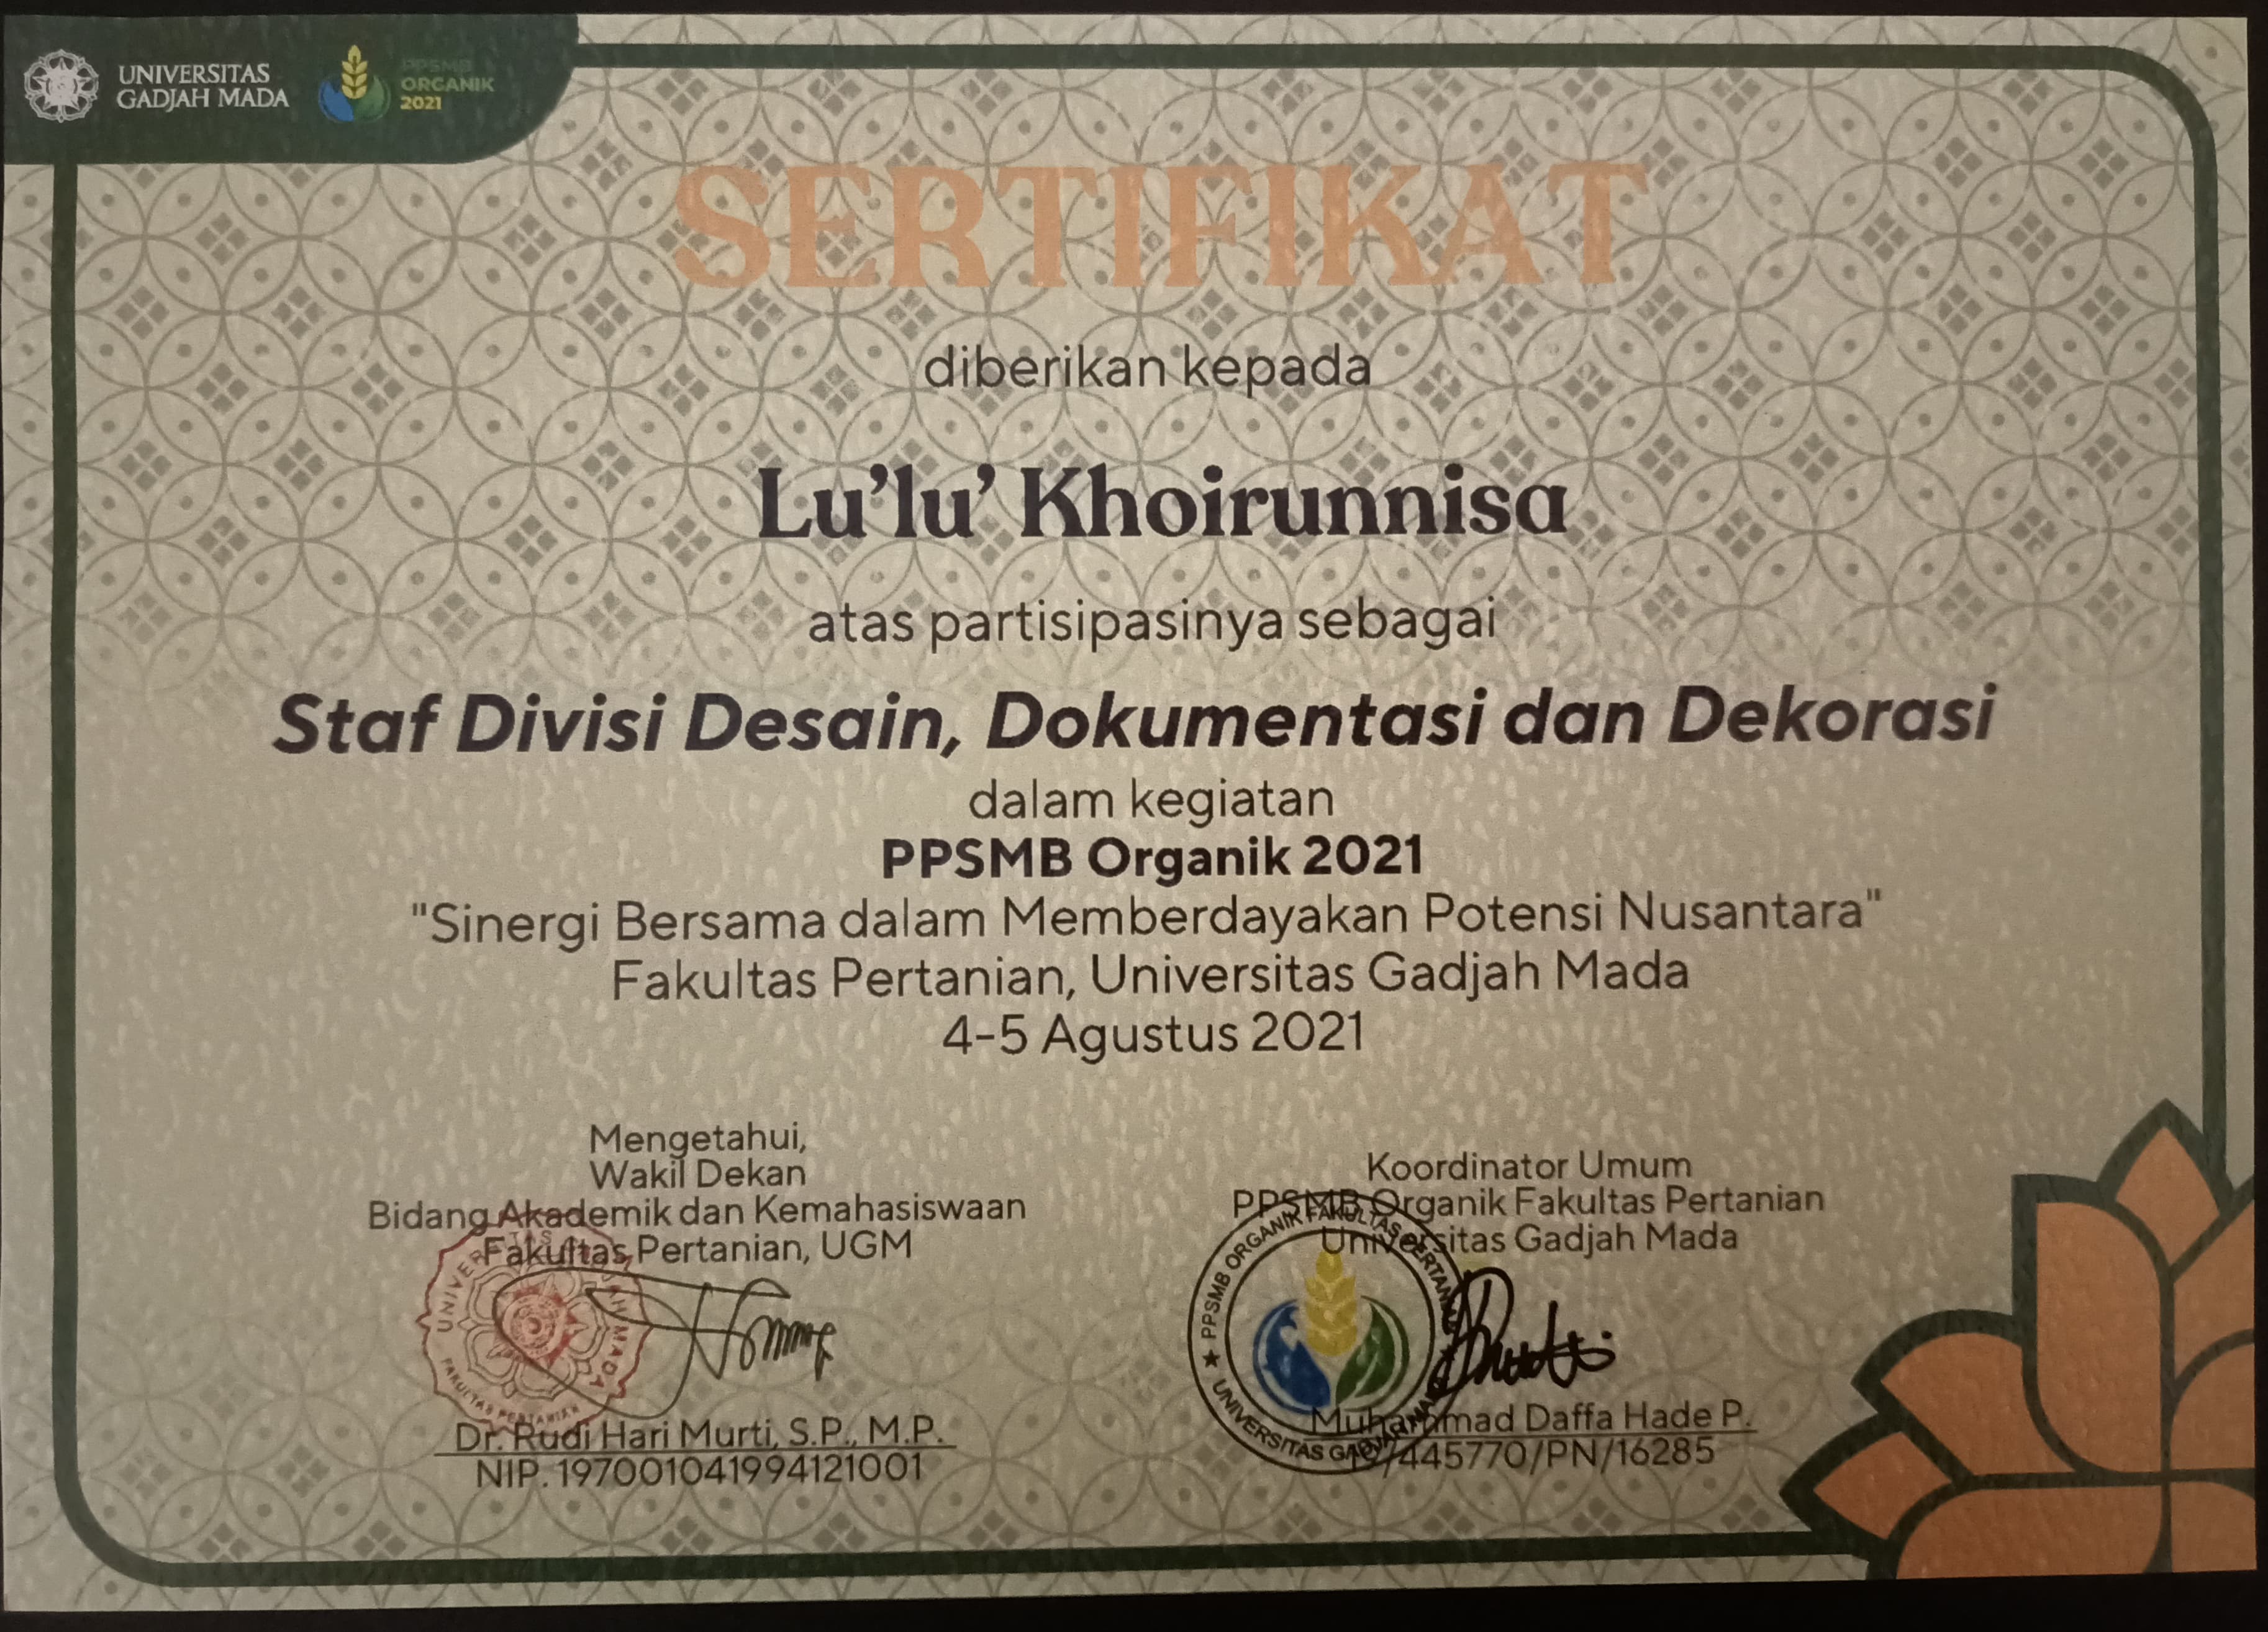 UNIVERSITAS
GADJAH MADA
PPSMB
ORGANIK
2021
SERTIFIKAT
diberikan kepada
Lu'lu' Khoirunnisa
atas partisipasinya sebagai
Staf Divisi Desain, Dokumentasi dan Dekorasi
dalam kegiatan
PPSMB Organik 2021
"Sinergi Bersama dalam Memberdayakan Potensi Nusantara"
Fakultas Pertanian, Universitas Gadjah Mada
4-5 Agustus 2021
Mengetahui,
Wakil Dekan
Bidang Akademik dan Kemahasiswaan
Fakultas Pertanian, UGM
UNIVERSITAS GADJAH MADA
FAKULTAS PERTANIAN
Dr. Rudi Hari Murti, S.P., M.P.
NIP. 197001041994121001
Koordinator Umum
PPSMB Organik Fakultas Pertanian
Universitas Gadjah Mada
PPSMB ORGANIK FAKULTAS PERTANIAN
UNIVERSITAS GADJAH MADA
Muhammad Daffa Hade P.
/445770/PN/16285